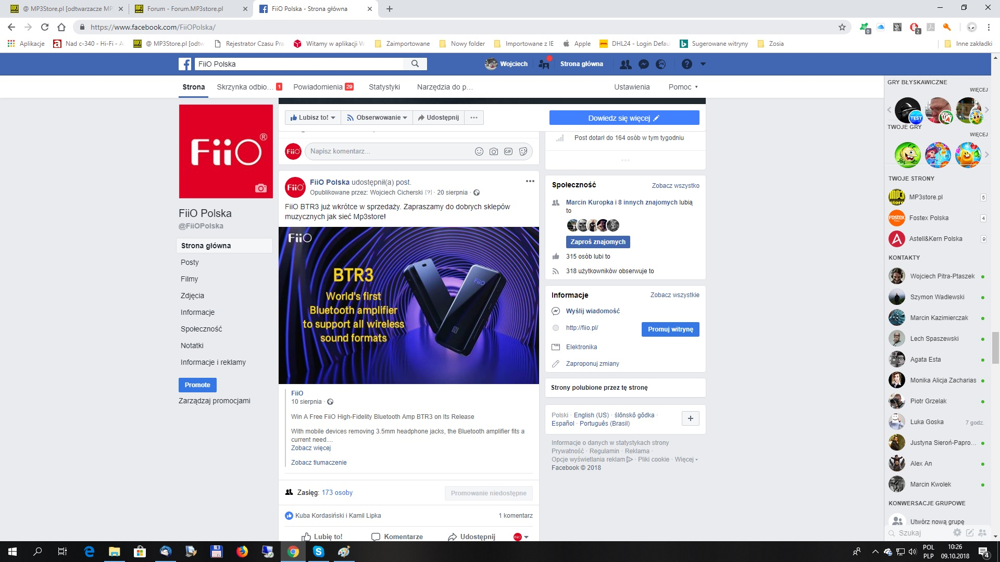 @ MP3Store.pl [odtwarzacze MP
Forum - Forum.MP3store.pl
FiiO Polska - Strona główna
https://www.facebook.com/FiiOPolska/
0
2
Aplikacje
Nad c-340 - Hi-Fi - A
@ MP3Store.pl [odtw
Rejestrator Czasu Pra
Witamy w aplikacji W
Zaimportowane
Nowy folder
Importowane z IE
Apple
DHL24 - Login Defau
Sugerowane witryny
Zosia
Inne zakładki
FiiO Polska
Wojciech
Strona główna
Strona
Skrzynka odbio... 1
Powiadomienia 29
Statystyki
Narzędzia do p...
Ustawienia
Pomoc
FiiO®
FiiO Polska
@FiiOPolska
Strona główna
Posty
Filmy
Zdjęcia
Informacje
Społeczność
Notatki
Informacje i reklamy
Promote
Zarządzaj promocjami
Lubisz to!
Obserwowanie
Udostępnij
Dowiedz się więcej
FiiO
Napisz komentarz...
GIF
FiiO
FiiO Polska udostępnił(a) post.
Opublikowane przez: Wojciech Cicherski [?] · 20 sierpnia ·
FiiO BTR3 już wkrótce w sprzedaży. Zapraszamy do dobrych sklepów
muzycznych jak sieć Mp3store!
FiiO
BTR3
World's first
Bluetooth amplifier
to support all wireless
sound formats
FiiO
FiiO
10 sierpnia ·
Win A Free FiiO High-Fidelity Bluetooth Amp BTR3 on Its Release
With mobile devices removing 3.5mm headphone jacks, the Bluetooth amplifier fits a
current need....
Zobacz więcej
Zobacz tłumaczenie
Zasięg: 173 osoby
Promowanie niedostępne
Kuba Kordasiński i Kamil Lipka
1 komentarz
Lubię to!
Komentarze
Udostępnij
FiiO
Post dotarł do 164 osób w tym tygodniu
Społeczność
Zobacz wszystko
Marcin Kuropka i 8 innych znajomych lubią
to
Zaproś znajomych
315 osób lubi to
318 użytkowników obserwuje to
Informacje
Zobacz wszystkie
Wyślij wiadomość
http://fiio.pl/
Promuj witrynę
Elektronika
Zaproponuj zmiany
Strony polubione przez tę stronę
Polski · English (US) · ślōnskŏ gŏdka ·
Español · Português (Brasil)
Informacje o danych w statystykach strony
Prywatność · Regulamin · Reklama ·
Opcje wyświetlania reklam · Pliki cookie · Więcej
Facebook © 2018
GRY BŁYSKAWICZNE
WIĘCEJ
TEST
TWOJE GRY
WIĘCEJ
TWOJE STRONY
MP3 store
MP3store.pl 5
FOSTEX
Fostex Polska 4
Astell&Kern Polska 9
KONTAKTY
Wojciech Pitra-Ptaszek
Szymon Wadlewski
Marcin Kazimierczak
Lech Spaszewski
Agata Esta
Monika Alicja Zacharias
Piotr Grzelak
Luka Goska 7 godz.
Justyna Sieroń-Papro...
Alex An
Marcin Kwolek
KONWERSACJE GRUPOWE
Utwórz nową grupę
Szukaj
POL
PLP
10:26
09.10.2018
4